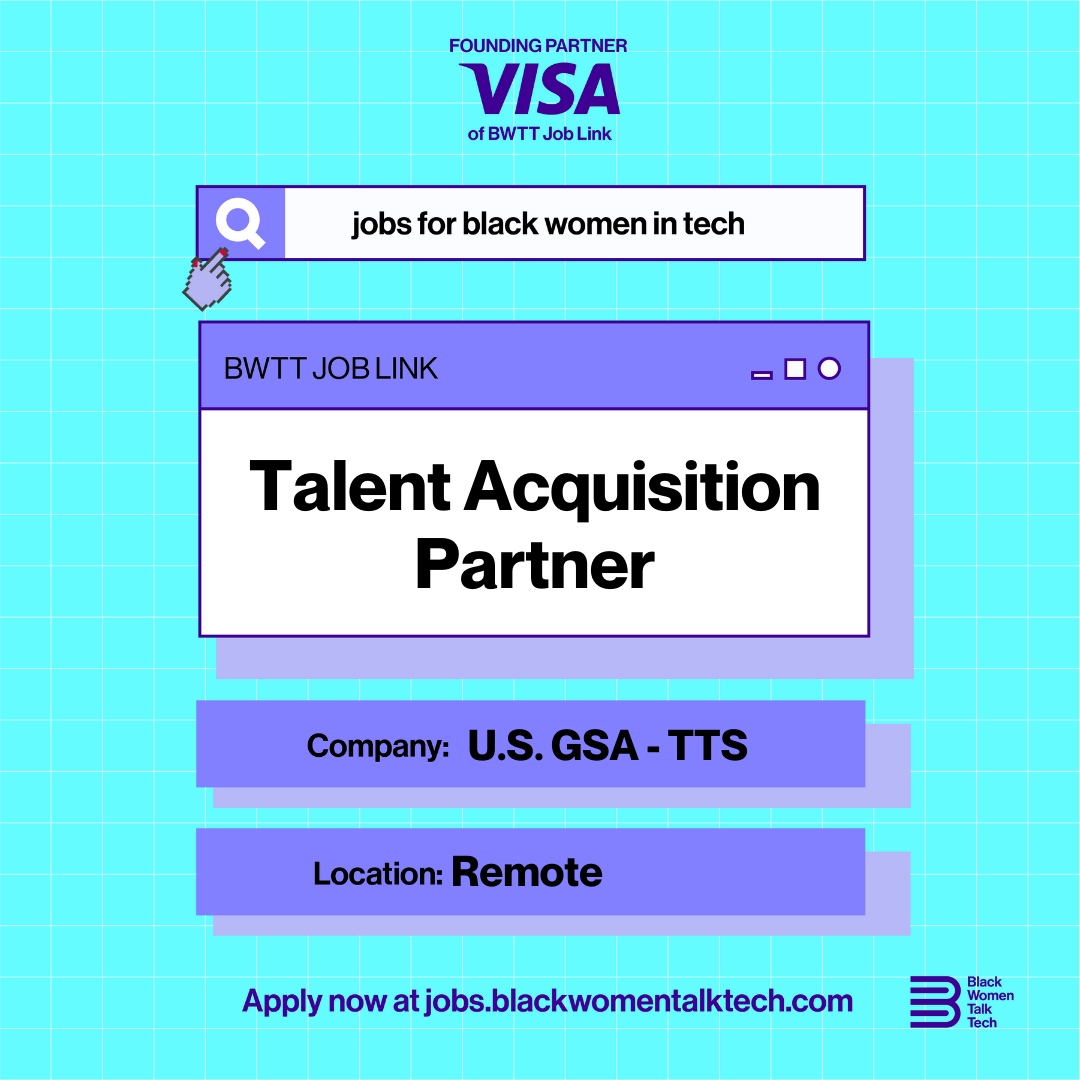 FOUNDING PARTNER
VISA
of BWTT Job Link
jobs for black women in tech
BWTT JOB LINK
Talent Acquisition
Partner
Company: U.S. GSA - TTS
Location: Remote
Apply now at jobs.blackwomentalktech.com
Black
Women
Talk
Tech